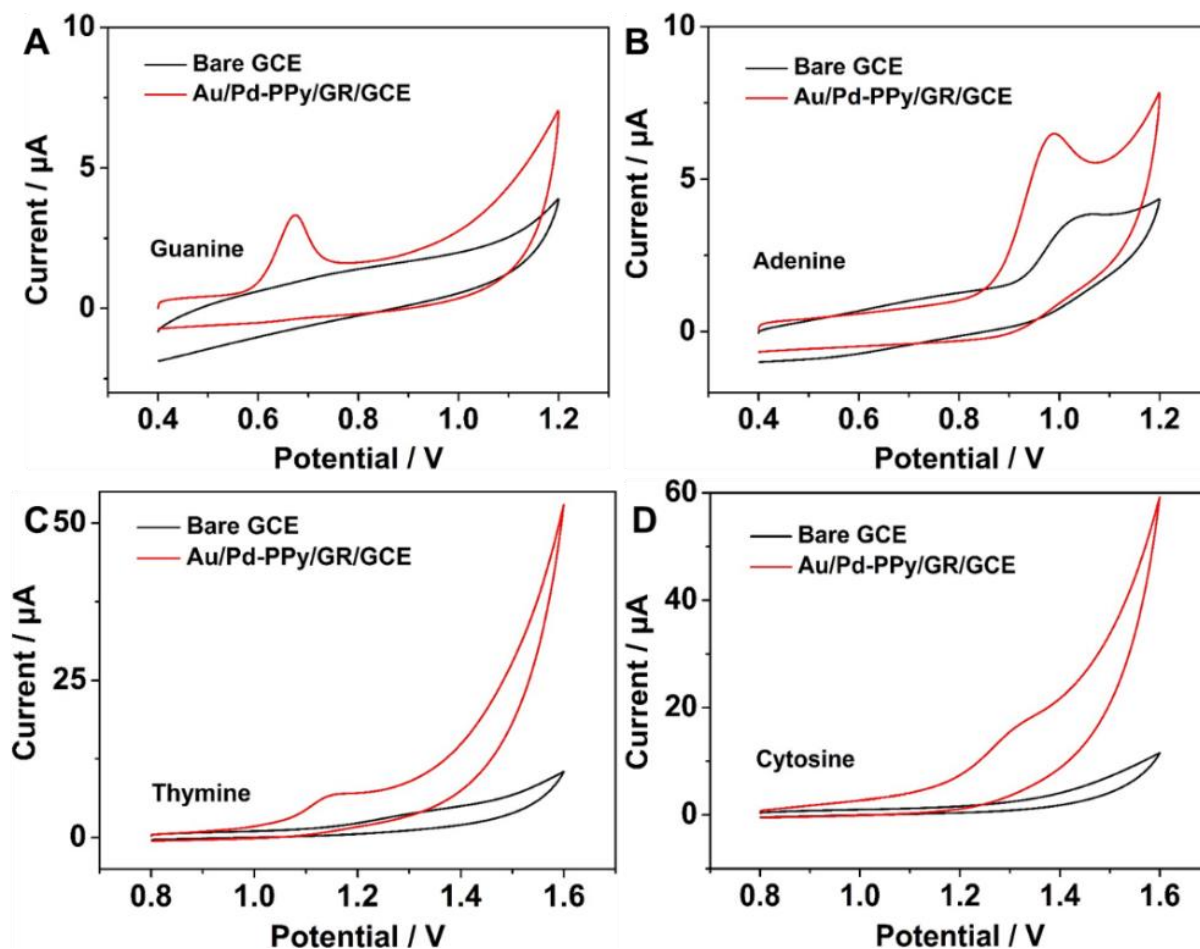 A
10
Bare GCE
Au/Pd-PPy/GR/GCE
5
0
Current / µA
Guanine
0.4 0.6 0.8 1.0 1.2
Potential / V
B
10
Bare GCE
Au/Pd-PPy/GR/GCE
5
0
Current / µA
Adenine
0.4 0.6 0.8 1.0 1.2
Potential / V
C
50
Bare GCE
Au/Pd-PPy/GR/GCE
25
0
Current / µA
Thymine
0.8 1.0 1.2 1.4 1.6
Potential / V
D
60
Bare GCE
Au/Pd-PPy/GR/GCE
40
20
0
Current / µA
Cytosine
0.8 1.0 1.2 1.4 1.6
Potential / V